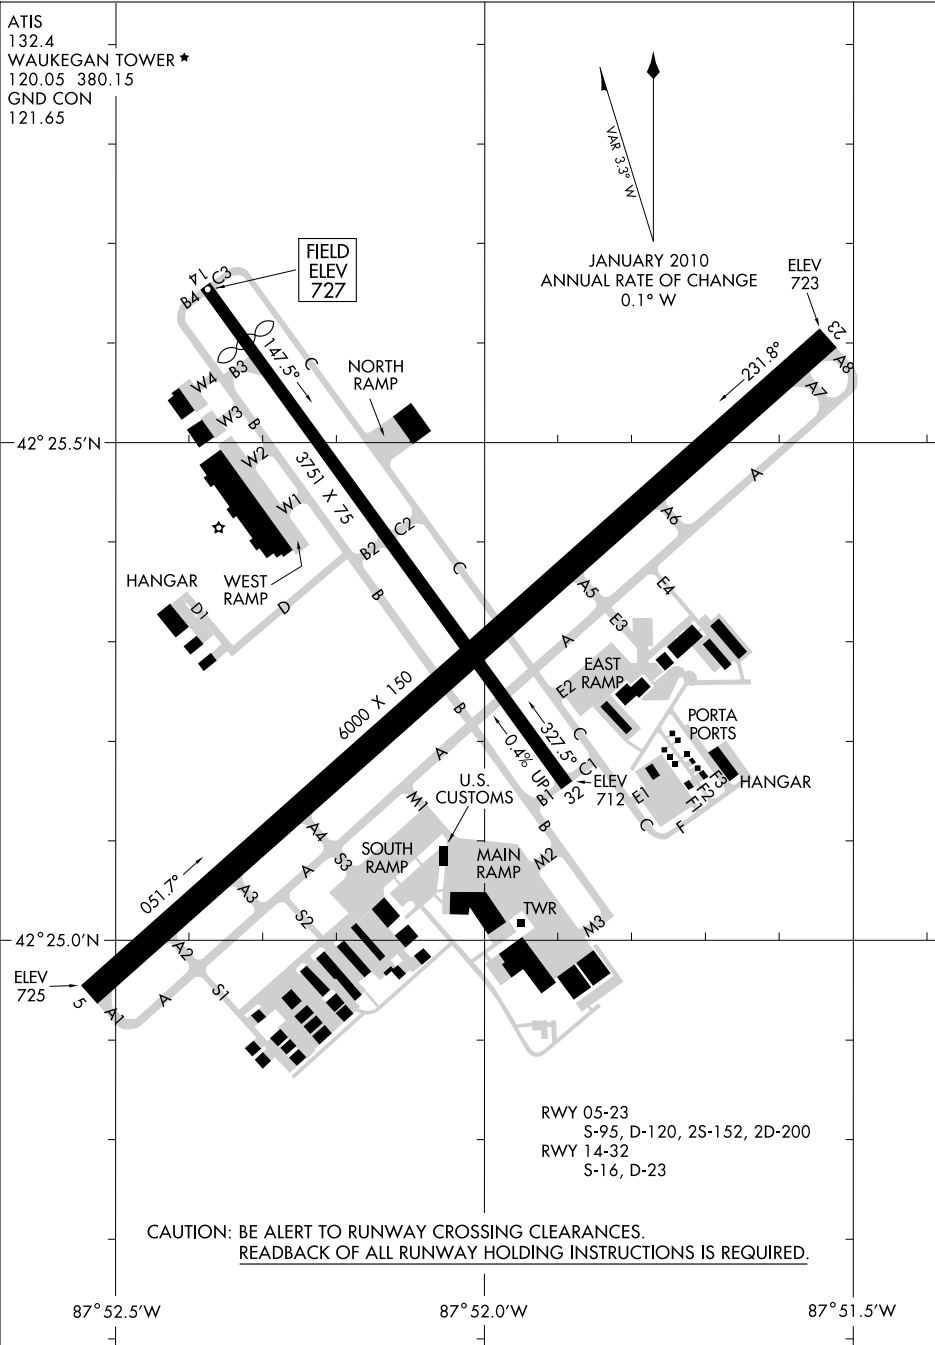 ATIS
132.4
WAUKEGAN TOWER ★
120.05 380.15
GND CON
121.65
VAR 3.3° W
JANUARY 2010
ANNUAL RATE OF CHANGE
0.1° W
FIELD
ELEV
727
ELEV
723
14
C3
B4
23
A8
A7
147.5°
C
231.8°
B3
W4
NORTH
RAMP
W3
B
42°25.5'N
W2
3751 X 75
A
W1
A6
C2
B2
HANGAR
WEST
RAMP
C
D
D1
B
A5
E4
E3
A
EAST
RAMP
E2
6000 X 150
B
PORTA
PORTS
327.5°
C
0.4% UP
A
C1
U.S.
CUSTOMS
ELEV
712
32
B1
E1
F3
F2
F1
HANGAR
M1
A4
B
C
F
SOUTH
RAMP
S3
MAIN
RAMP
M2
A
051.7°
A3
S2
TWR
M3
42°25.0'N
A2
ELEV
725
5
A1
A
S1
RWY 05-23
S-95, D-120, 2S-152, 2D-200
RWY 14-32
S-16, D-23
CAUTION: BE ALERT TO RUNWAY CROSSING CLEARANCES.
READBACK OF ALL RUNWAY HOLDING INSTRUCTIONS IS REQUIRED.
87°52.5'W
87°52.0'W
87°51.5'W